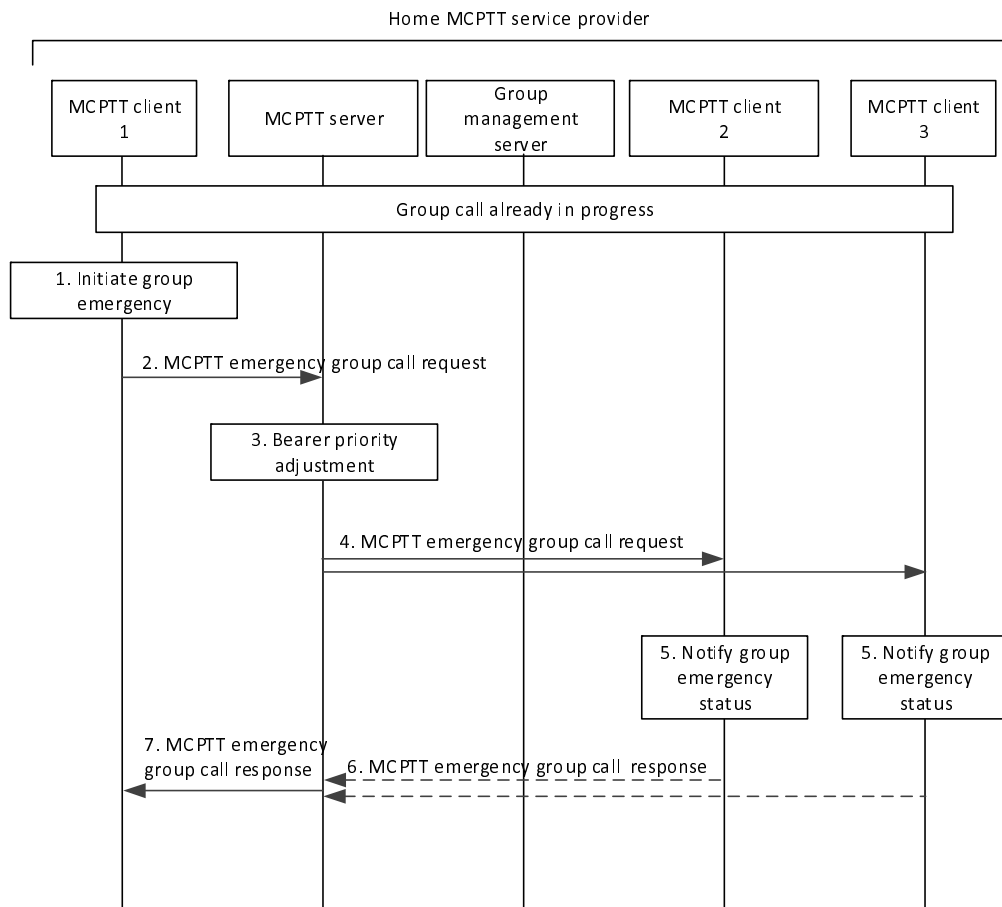 Home MCPTT service provider
MCPTT client
1
MCPTT server
Group
management
server
MCPTT client
2
MCPTT client
3
Group call already in progress
1. Initiate group
emergency
2. MCPTT emergency group call request
3. Bearer priority
adjustment
4. MCPTT emergency group call request
5. Notify group
emergency
status
5. Notify group
emergency
status
7. MCPTT emergency
group call response
6. MCPTT emergency group call response